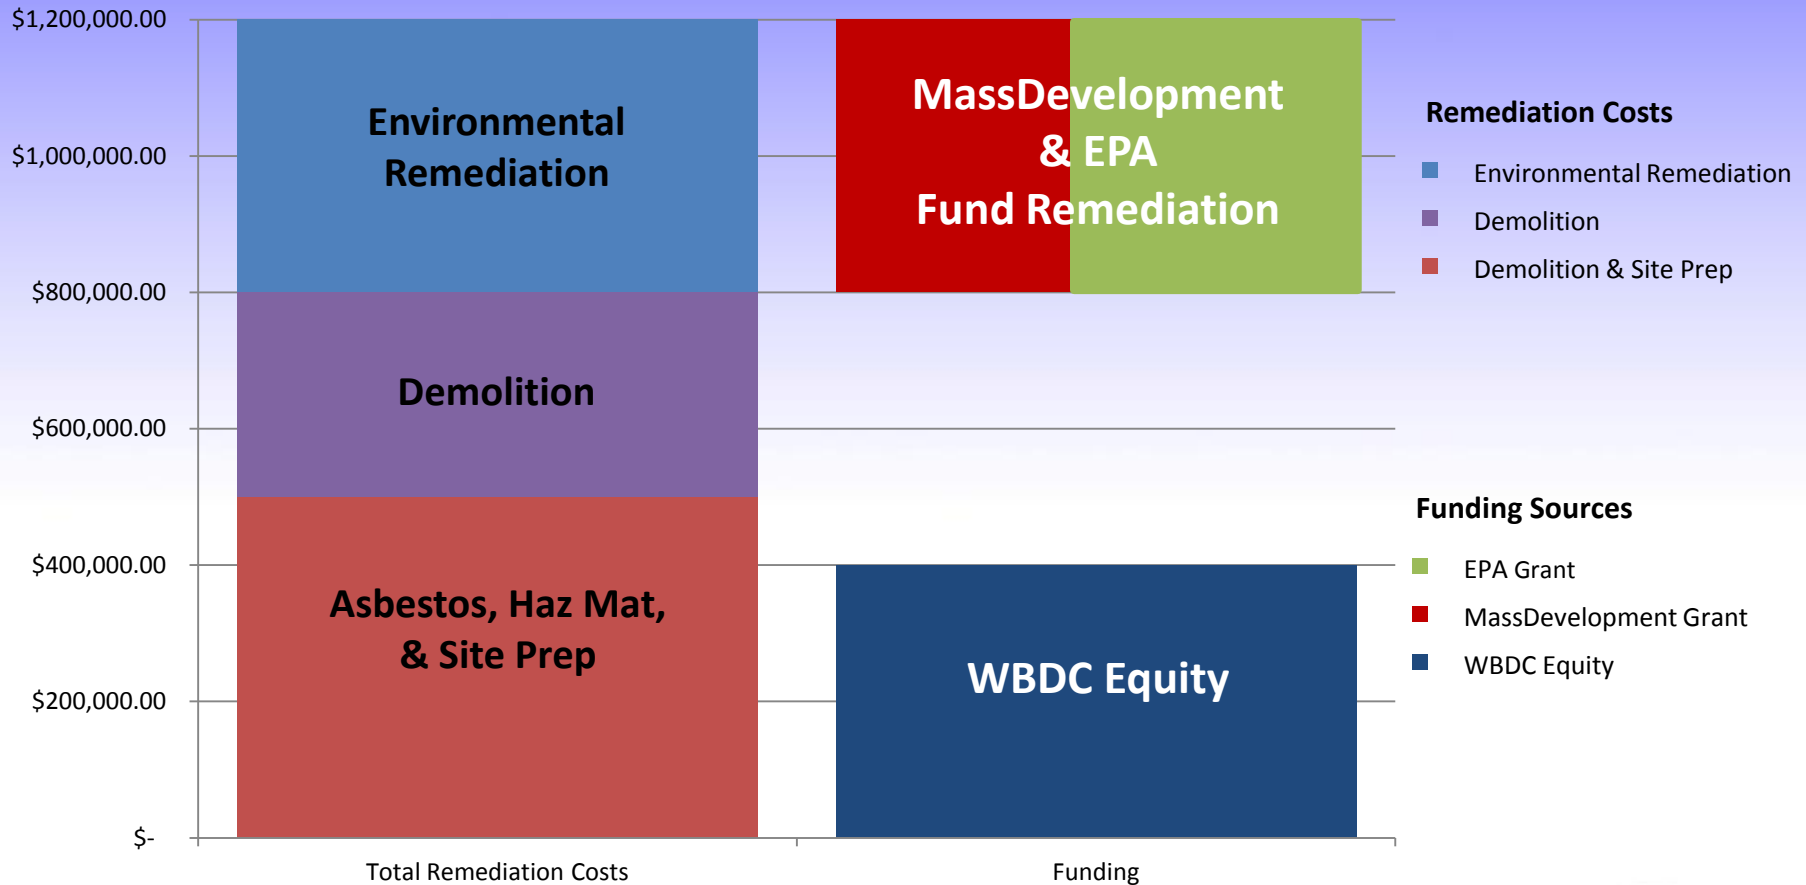 $1,200,000.00
$1,000,000.00
$800,000.00
$600,000.00
$400,000.00
$200,000.00
$-
Environmental
Remediation
Demolition
Asbestos, Haz Mat,
& Site Prep
MassDevelopment
& EPA
Fund Remediation
WBDC Equity
Total Remediation Costs
Funding
Remediation Costs
Environmental Remediation
Demolition
Demolition & Site Prep
Funding Sources
EPA Grant
MassDevelopment Grant
WBDC Equity